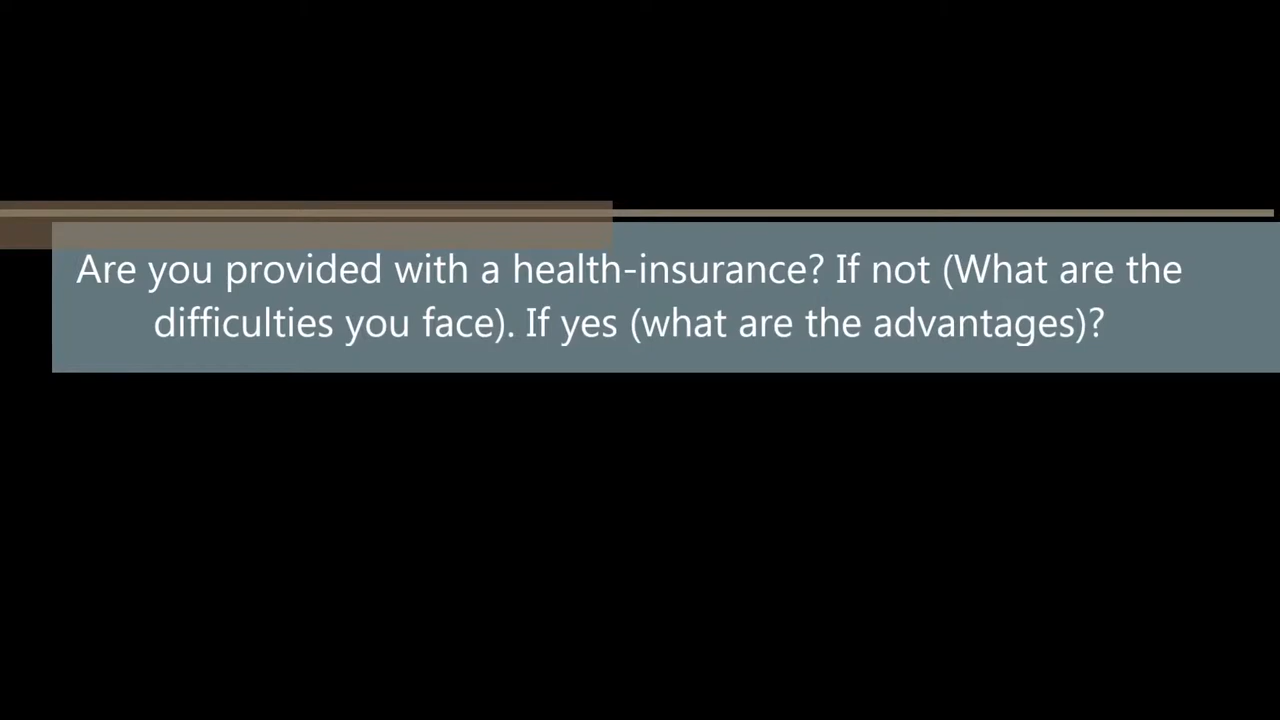 Are you provided with a health-insurance? If not (What are the
difficulties you face). If yes (what are the advantages)?